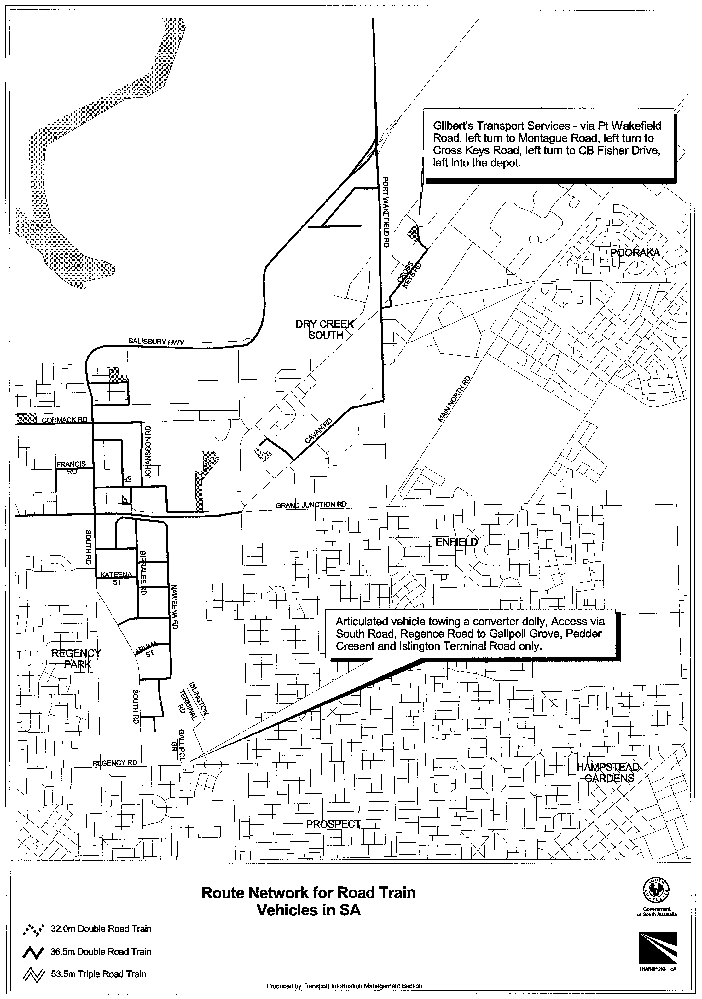 Gilbert's Transport Services - via Pt Wakefield
Road, left turn to Montague Road, left turn to
Cross Keys Road, left turn to CB Fisher Drive,
left into the depot.
PORT WAKEFIELD RD
POORAKA
CROSS
KEYS RD
DRY CREEK
SOUTH
SALISBURY HWY
MAIN NORTH RD
CORMACK RD
CAVAN RD
JOHANSSON RD
FRANCIS
RD
GRAND JUNCTION RD
SOUTH RD
ENFIELD
BIRRALEE RD
KATEENA
ST
NAWEENA RD
Articulated vehicle towing a converter dolly, Access via
South Road, Regence Road to Gallpoli Grove, Pedder
Cresent and Islington Terminal Road only.
ARUMA
ST
REGENCY
PARK
ISLINGTON
TERMINAL
RD
SOUTH RD
GALLIPOLI
GR
REGENCY RD
HAMPSTEAD
GARDENS
PROSPECT
Route Network for Road Train
Vehicles in SA
SOUTH
AUSTRALIA
Government
of South Australia
32.0m Double Road Train
36.5m Double Road Train
53.5m Triple Road Train
TRANSPORT SA
Produced by Transport Information Management Section